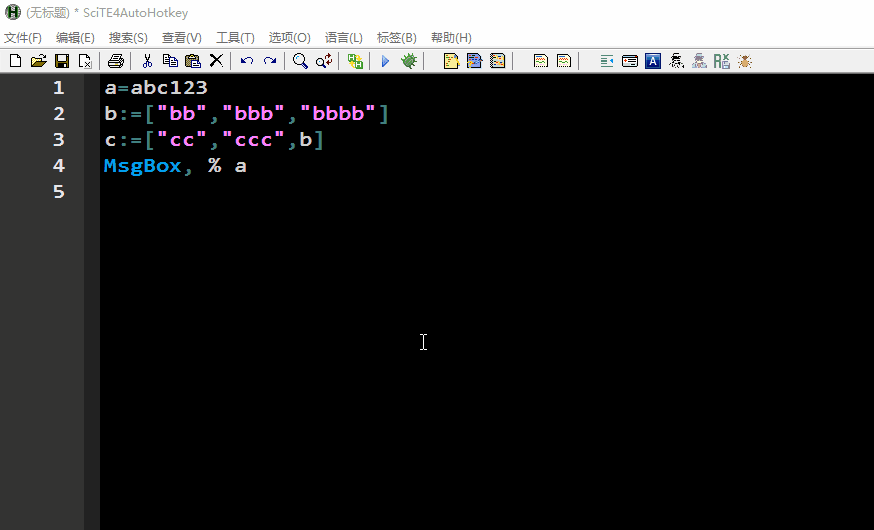 (无标题) * SciTE4AutoHotkey
文件(F) 编辑(E) 搜索(S) 查看(V) 工具(T) 选项(O) 语言(L) 标签(B) 帮助(H)
1 a=abc123
2 b:=["bb","bbb","bbbb"]
3 c:=["cc","ccc",b]
4 MsgBox, % a
5